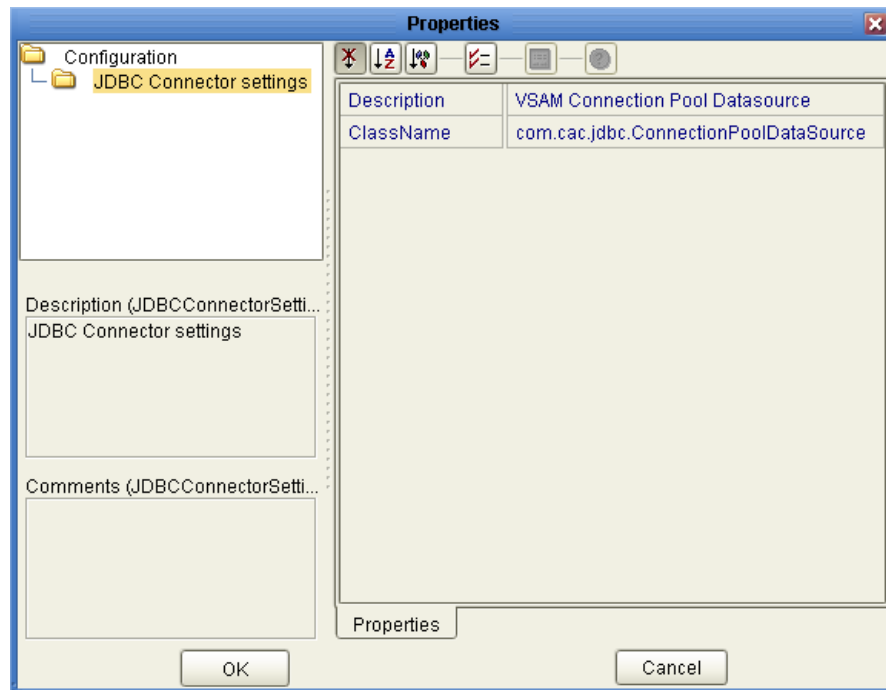 Properties
Configuration
JDBC Connector settings
Description VSAM Connection Pool Datasource
ClassName com.cac.jdbc.ConnectionPoolDataSource
Description (JDBCConnectorSetti...
JDBC Connector settings
Comments (JDBCConnectorSetti...
Properties
OK Cancel